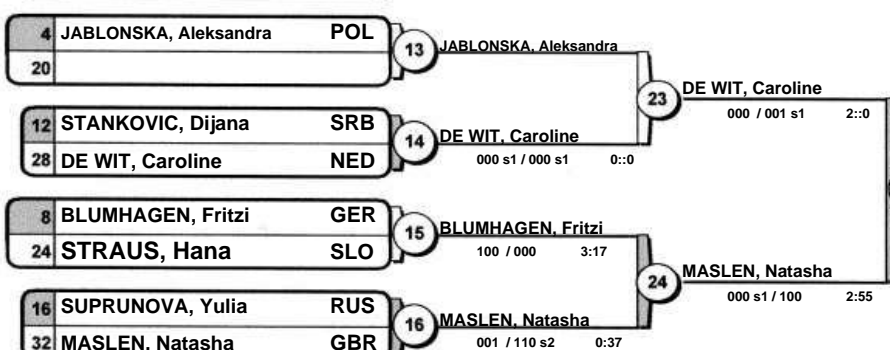 4 JABLONSKA, Aleksandra POL
20
13 JABLONSKA, Aleksandra
12 STANKOVIC, Dijana SRB
28 DE WIT, Caroline NED
14 DE WIT, Caroline
000 s1 / 000 s1 0::0
23 DE WIT, Caroline
000 / 001 s1 2::0
8 BLUMHAGEN, Fritzi GER
24 STRAUS, Hana SLO
15 BLUMHAGEN, Fritzi
100 / 000 3:17
16 SUPRUNOVA, Yulia RUS
32 MASLEN, Natasha GBR
16 MASLEN, Natasha
001 / 110 s2 0:37
24 MASLEN, Natasha
000 s1 / 100 2:55